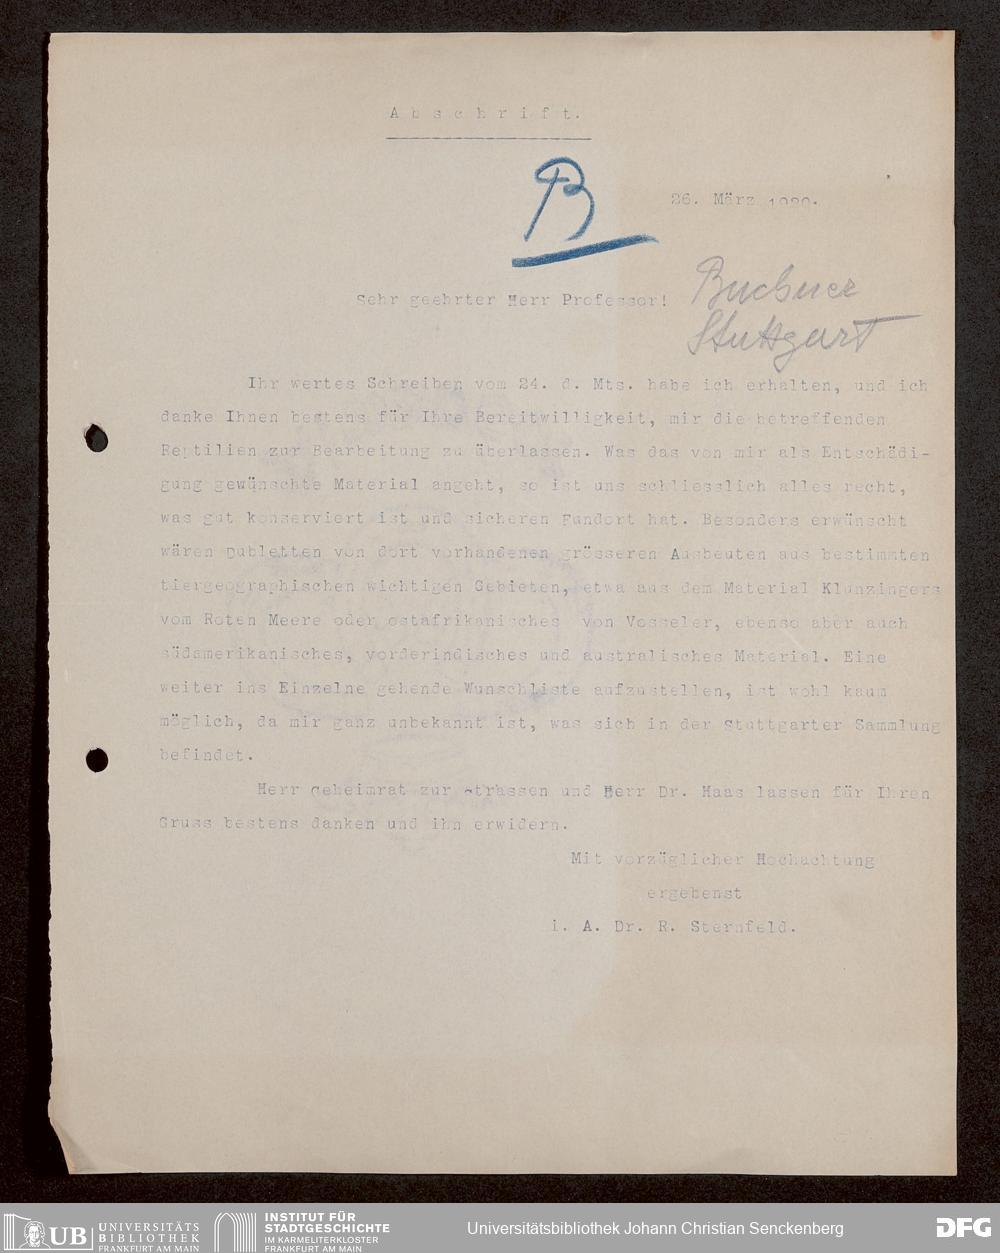 Abschrift.
B
26. März 1920.
Sehr geehrter Herr Professor!
Buchner
Stuttgart
Ihr wertes Schreiben vom 24. d. Mts. habe ich erhalten, und ich
danke Ihnen bestens für Ihre Bereitwilligkeit, mir die betreffenden
Reptilien zur Bearbeitung zu überlassen. Was das von mir als Entschädi-
gung gewünschte Material angeht, so ist uns schliesslich alles recht,
was gut konserviert ist und sicheren Fundort hat. Besonders erwünscht
wären Dubletten von dort vorhandenen grösseren Ausbeuten aus bestimmten
tiergeographischen wichtigen Gebieten, etwa aus dem Material Klunzingers
vom Roten Meere oder ostafrikanisches von Vosseler, ebenso aber auch
südamerikanisches, vorderindisches und australisches Material. Eine
weiter ins Einzelne gehende Wunschliste aufzustellen, ist wohl kaum
möglich, da mir ganz unbekannt ist, was sich in der Stuttgarter Sammlung
befindet.
Herr Geheimrat zur Strassen und Herr Dr. Haas lassen für Ihren
Gruss bestens danken und ihn erwidern.
Mit vorzüglicher Hochachtung
ergebenst
i. A. Dr. R. Sternfeld.
UB UNIVERSITÄTS
BIBLIOTHEK
FRANKFURT AM MAIN
INSTITUT FÜR
STADTGESCHICHTE
IM KARMELITERKLOSTER
FRANKFURT AM MAIN
Universitätsbibliothek Johann Christian Senckenberg
DFG